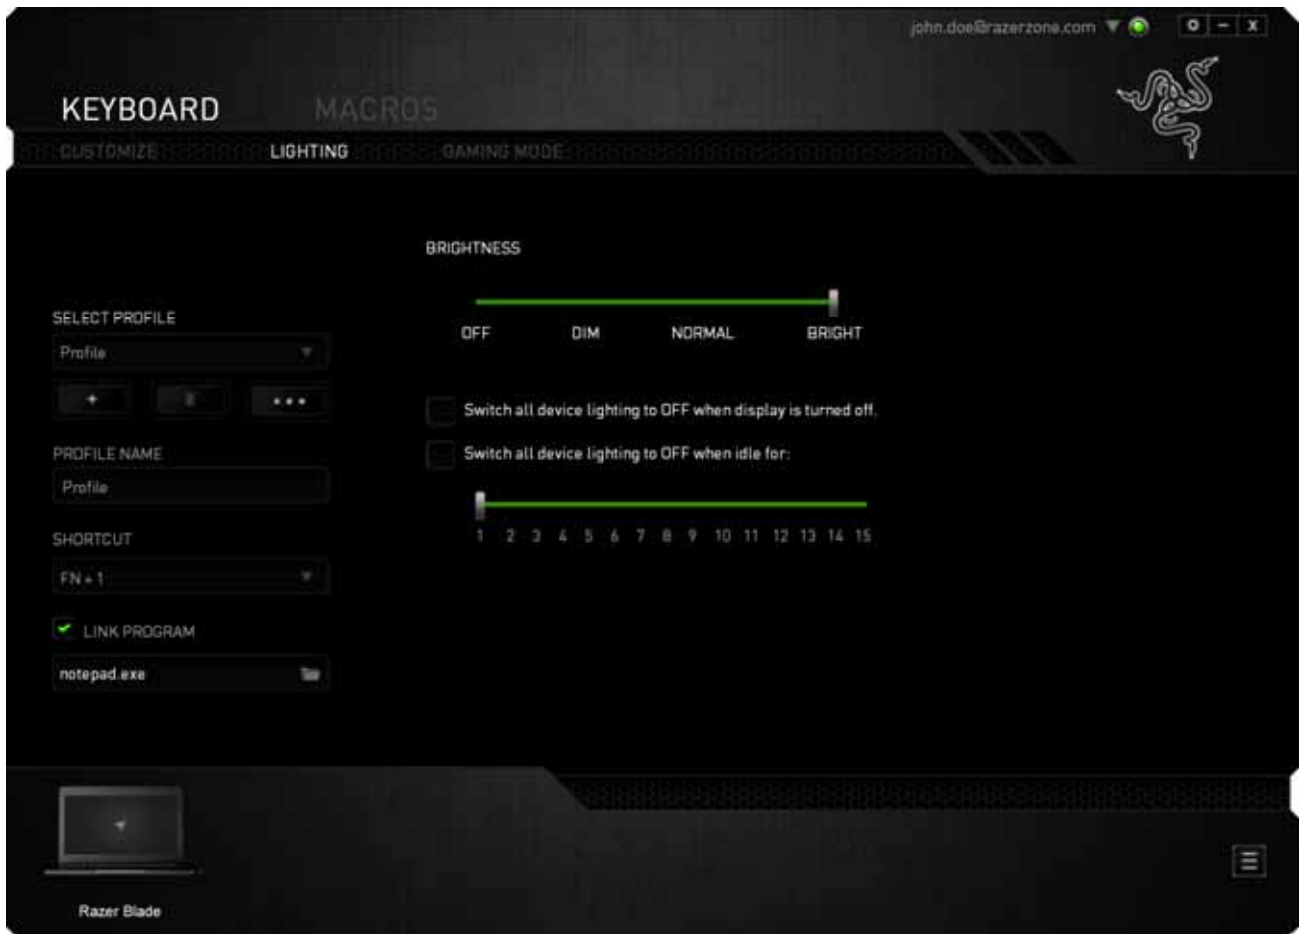 john.doe@razerzone.com
KEYBOARD MACROS
CUSTOMIZE LIGHTING GAMING MODE
BRIGHTNESS
OFF DIM NORMAL BRIGHT
Switch all device lighting to OFF when display is turned off.
Switch all device lighting to OFF when idle for:
1 2 3 4 5 6 7 8 9 10 11 12 13 14 15
SELECT PROFILE
Profile
PROFILE NAME
Profile
SHORTCUT
FN + 1
LINK PROGRAM
notepad.exe
Razer Blade